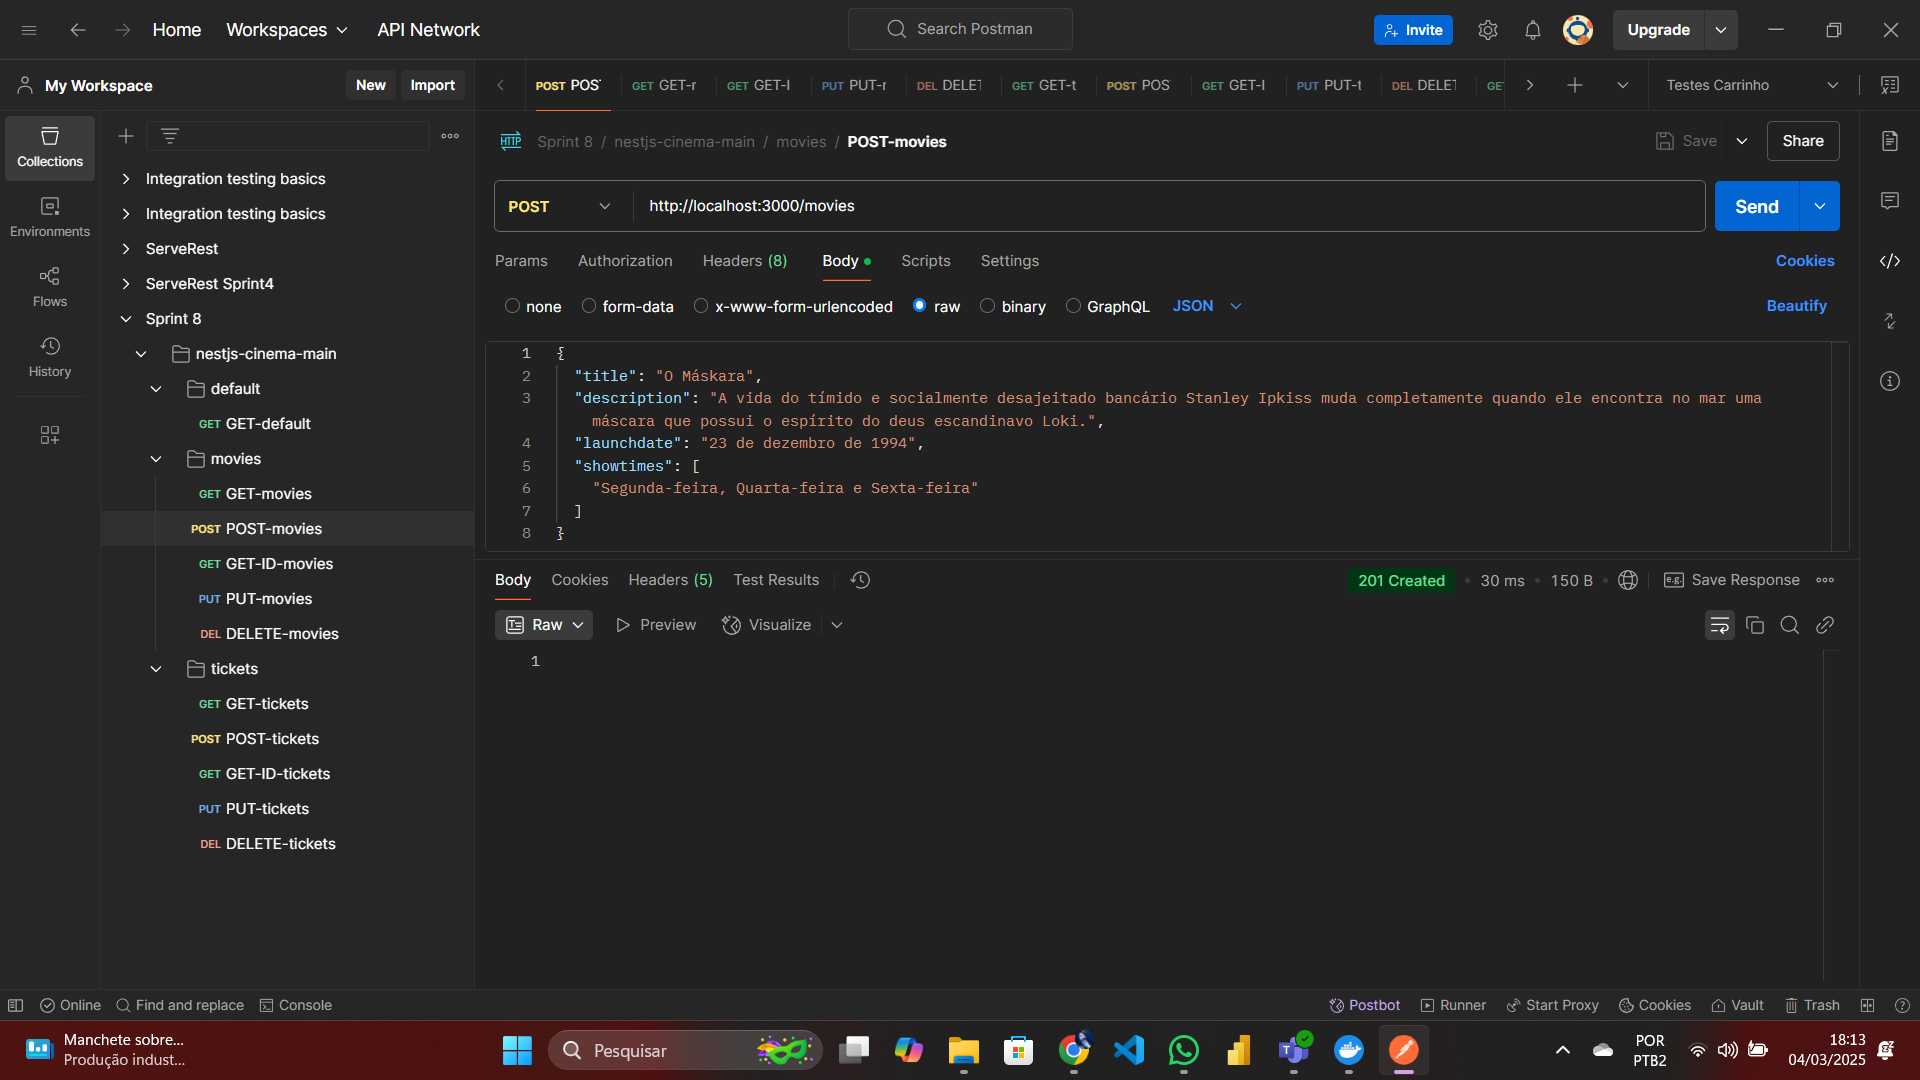 Home
Workspaces
API Network
Search Postman
Invite
Upgrade
My Workspace
New
Import
POST POS
GET GET-r
GET GET-I
PUT PUT-r
DEL DELET
GET GET-t
POST POS
GET GET-I
PUT PUT-t
DEL DELET
GE
Testes Carrinho
Collections
Environments
Flows
History
Integration testing basics
Integration testing basics
ServeRest
ServeRest Sprint4
Sprint 8
nestjs-cinema-main
default
GET GET-default
movies
GET GET-movies
POST POST-movies
GET GET-ID-movies
PUT PUT-movies
DEL DELETE-movies
tickets
GET GET-tickets
POST POST-tickets
GET GET-ID-tickets
PUT PUT-tickets
DEL DELETE-tickets
HTTP Sprint 8 / nestjs-cinema-main / movies / POST-movies
Save
Share
POST
http://localhost:3000/movies
Send
Params
Authorization
Headers (8)
Body
Scripts
Settings
Cookies
none
form-data
x-www-form-urlencoded
raw
binary
GraphQL
JSON
Beautify
1 {
2 "title": "O Máskara",
3 "description": "A vida do tímido e socialmente desajeitado bancário Stanley Ipkiss muda completamente quando ele encontra no mar uma
máscara que possui o espírito do deus escandinavo Loki.",
4 "launchdate": "23 de dezembro de 1994",
5 "showtimes": [
6 "Segunda-feira, Quarta-feira e Sexta-feira"
7 ]
8 }
Body
Cookies
Headers (5)
Test Results
201 Created
30 ms
150 B
e.g. Save Response
Raw
Preview
Visualize
1
Online
Find and replace
Console
Postbot
Runner
Start Proxy
Cookies
Vault
Trash
Manchete sobre...
Produção indust...
Pesquisar
POR
PTB2
18:13
04/03/2025